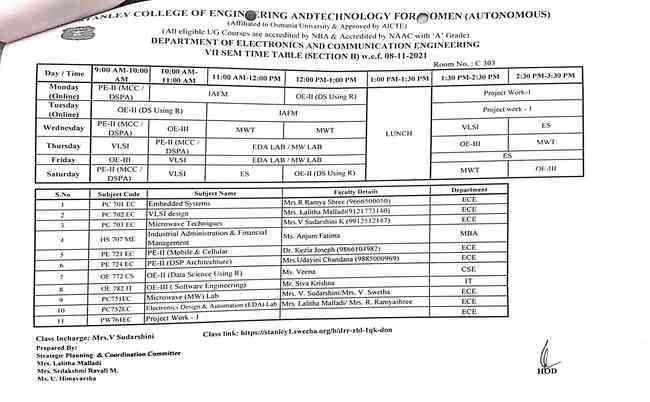 STANLEY COLLEGE OF ENGINEERING ANDTECHNOLOGY FOR WOMEN (AUTONOMOUS)
(Affiliated to Osmania University & Approved by AICTE)
(All eligible UG Courses are accredited by NBA & Accredited by NAAC with 'A' Grade)
DEPARTMENT OF ELECTRONICS AND COMMUNICATION ENGINEERING
VII-SEM TIME TABLE (SECTION B) w.e.f. 08-11-2021
Room No.: C 303
Day / Time 9:00 AM-10:00 AM 10:00 AM-11:00 AM 11:00 AM-12:00 PM 12:00 PM-1:00 PM 1:00 PM-1:30 PM 1:30 PM-2:30 PM 2:30 PM-3:30 PM
Monday (Online) PE-II (MCC / DSPA) IAFM OE-II (DS Using R) LUNCH Project Work-I
Tuesday (Online) OE-II (DS Using R) IAFM Project work - I
Wednesday PE-II (MCC / DSPA) OE-III MWT MWT VLSI ES
Thursday VLSI PE-II (MCC / DSPA) EDA LAB / MW LAB OE-III MWT
Friday OE-III VLSI EDA LAB / MW LAB ES
Saturday PE-II (MCC / DSPA) VLSI ES OE-II (DS Using R) MWT OE-III
S.No Subject Code Subject Name Faculty Details Department
1 PC 701 EC Embedded Systems Mrs.R Ramya Shree (9666500050) ECE
2 PC 702 EC VLSI design Mrs. Lalitha Malladi(9121773140) ECE
3 PC 703 EC Microwave Techniques Mrs.V Sudarshini K (9912512147) ECE
4 HS 707 ME Industrial Administration & Financial Management Ms. Anjum Fatima MBA
5 PE 721 EC PE-II (Mobile & Cellular Dr. Kezia Joseph (9866104982) ECE
6 PE 724 EC PE-II (DSP Architechture) Mrs.Udayini Chandana (9885000969) ECE
7 OE 772 CS OE-II (Data Science Using R) Ms. Veena CSE
8 OE 782 IT OE-III ( Software Engineering) Mr. Siva Krishna IT
9 PC751EC Microwave (MW) Lab Mrs. V. Sudarshini/Mrs. V. Swetha ECE
10 PC752EC Electronics Design & Automation (EDA) Lab Mrs. Lalitha Malladi/ Mrs. R. Ramyashree ECE
11 PW761EC Project Work - I ECE
Class Incharge: Mrs.V Sudarshini
Class link: https://stanley1.swecha.org/b/drr-zhl-1qk-don
Prepared By:
Strategic Planning & Coordination Committee
Mrs. Lalitha Malladi
Mrs. Srilakshmi Ravali M.
Ms. U. Himavarsha
HOD